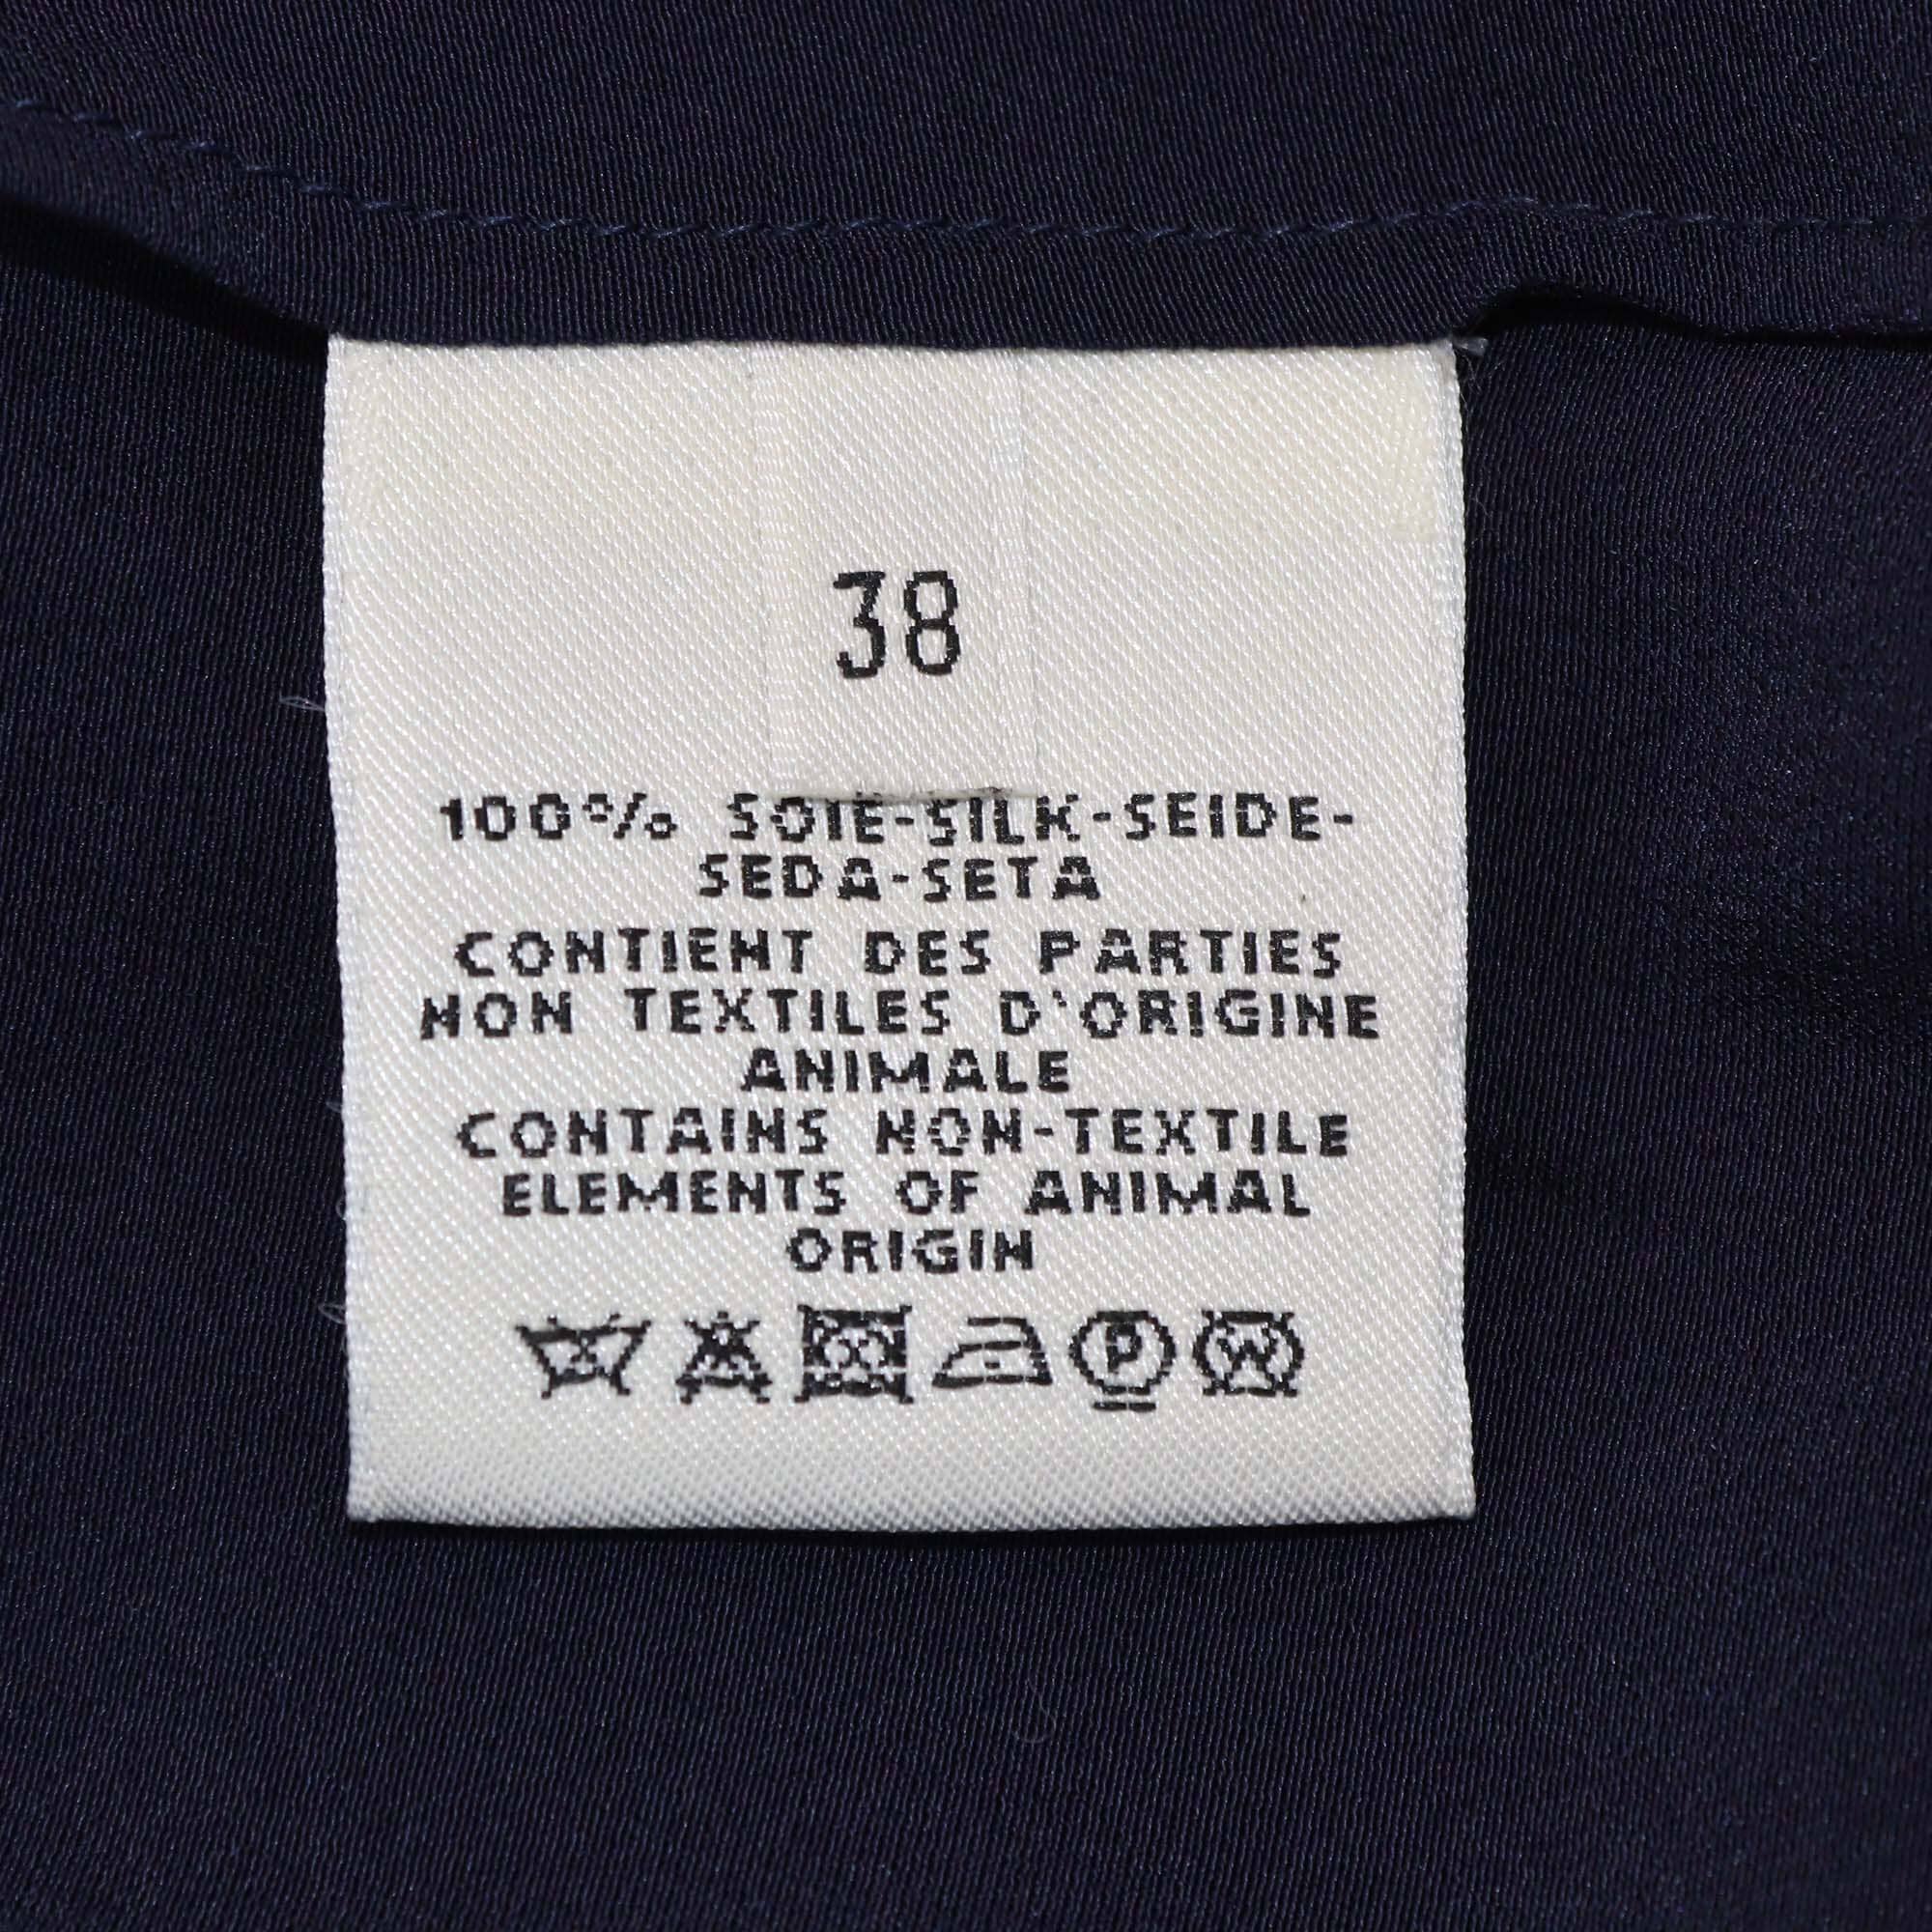 38
100% SOIE-SILK-SEIDE-
SEDA-SETA
CONTIENT DES PARTIES
NON TEXTILES D'ORIGINE
ANIMALE
CONTAINS NON-TEXTILE
ELEMENTS OF ANIMAL
ORIGIN
P W